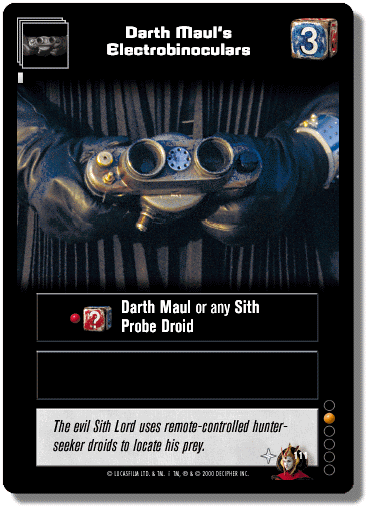 Darth Maul's
Electrobinoculars
3
? Darth Maul or any Sith
Probe Droid
The evil Sith Lord uses remote-controlled hunter-
seeker droids to locate his prey.
111
© LUCASFILM LTD. & TM. ¦ TM, ® & © 2000 DECIPHER INC.